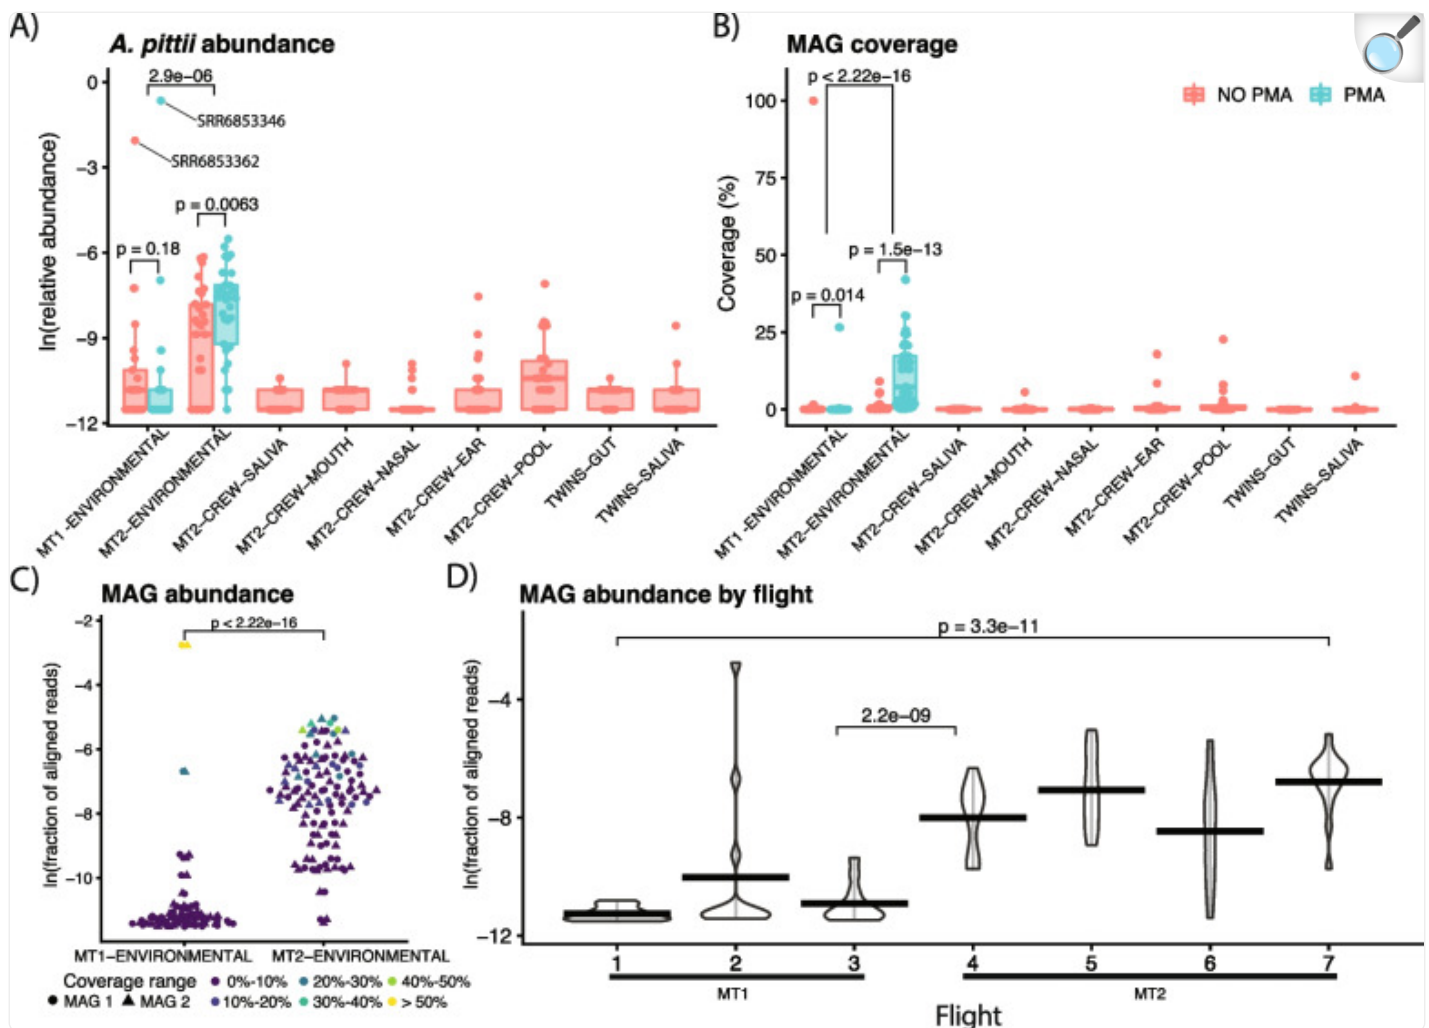 A)
A. pittii abundance
0
−3
−6
−9
−12
ln(relative abundance)
2.9e−06
SRR6853346
SRR6853362
p = 0.0063
p = 0.18
MT1 -ENVIRONMENTAL
MT2−ENVIRONMENTAL
MT2−CREW−SALIVA
MT2−CREW−MOUTH
MT2−CREW−NASAL
MT2−CREW−EAR
MT2−CREW−POOL
TWINS−GUT
TWINS−SALIVA
B)
MAG coverage
p < 2.22e−16
NO PMA
PMA
100
75
50
25
0
Coverage (%)
p = 1.5e−13
p = 0.014
MT1 -ENVIRONMENTAL
MT2−ENVIRONMENTAL
MT2−CREW−SALIVA
MT2−CREW−MOUTH
MT2−CREW−NASAL
MT2−CREW−EAR
MT2−CREW−POOL
TWINS−GUT
TWINS−SALIVA
C)
MAG abundance
p < 2.22e−16
−2
−4
−6
−8
−10
ln(fraction of aligned reads)
MT1−ENVIRONMENTAL
MT2−ENVIRONMENTAL
Coverage range
MAG 1
MAG 2
0%-10%
20%-30%
40%-50%
10%-20%
30%-40%
> 50%
D)
MAG abundance by flight
p = 3.3e−11
2.2e−09
−4
−8
−12
ln(fraction of aligned reads)
1
2
3
4
5
6
7
MT1
MT2
Flight